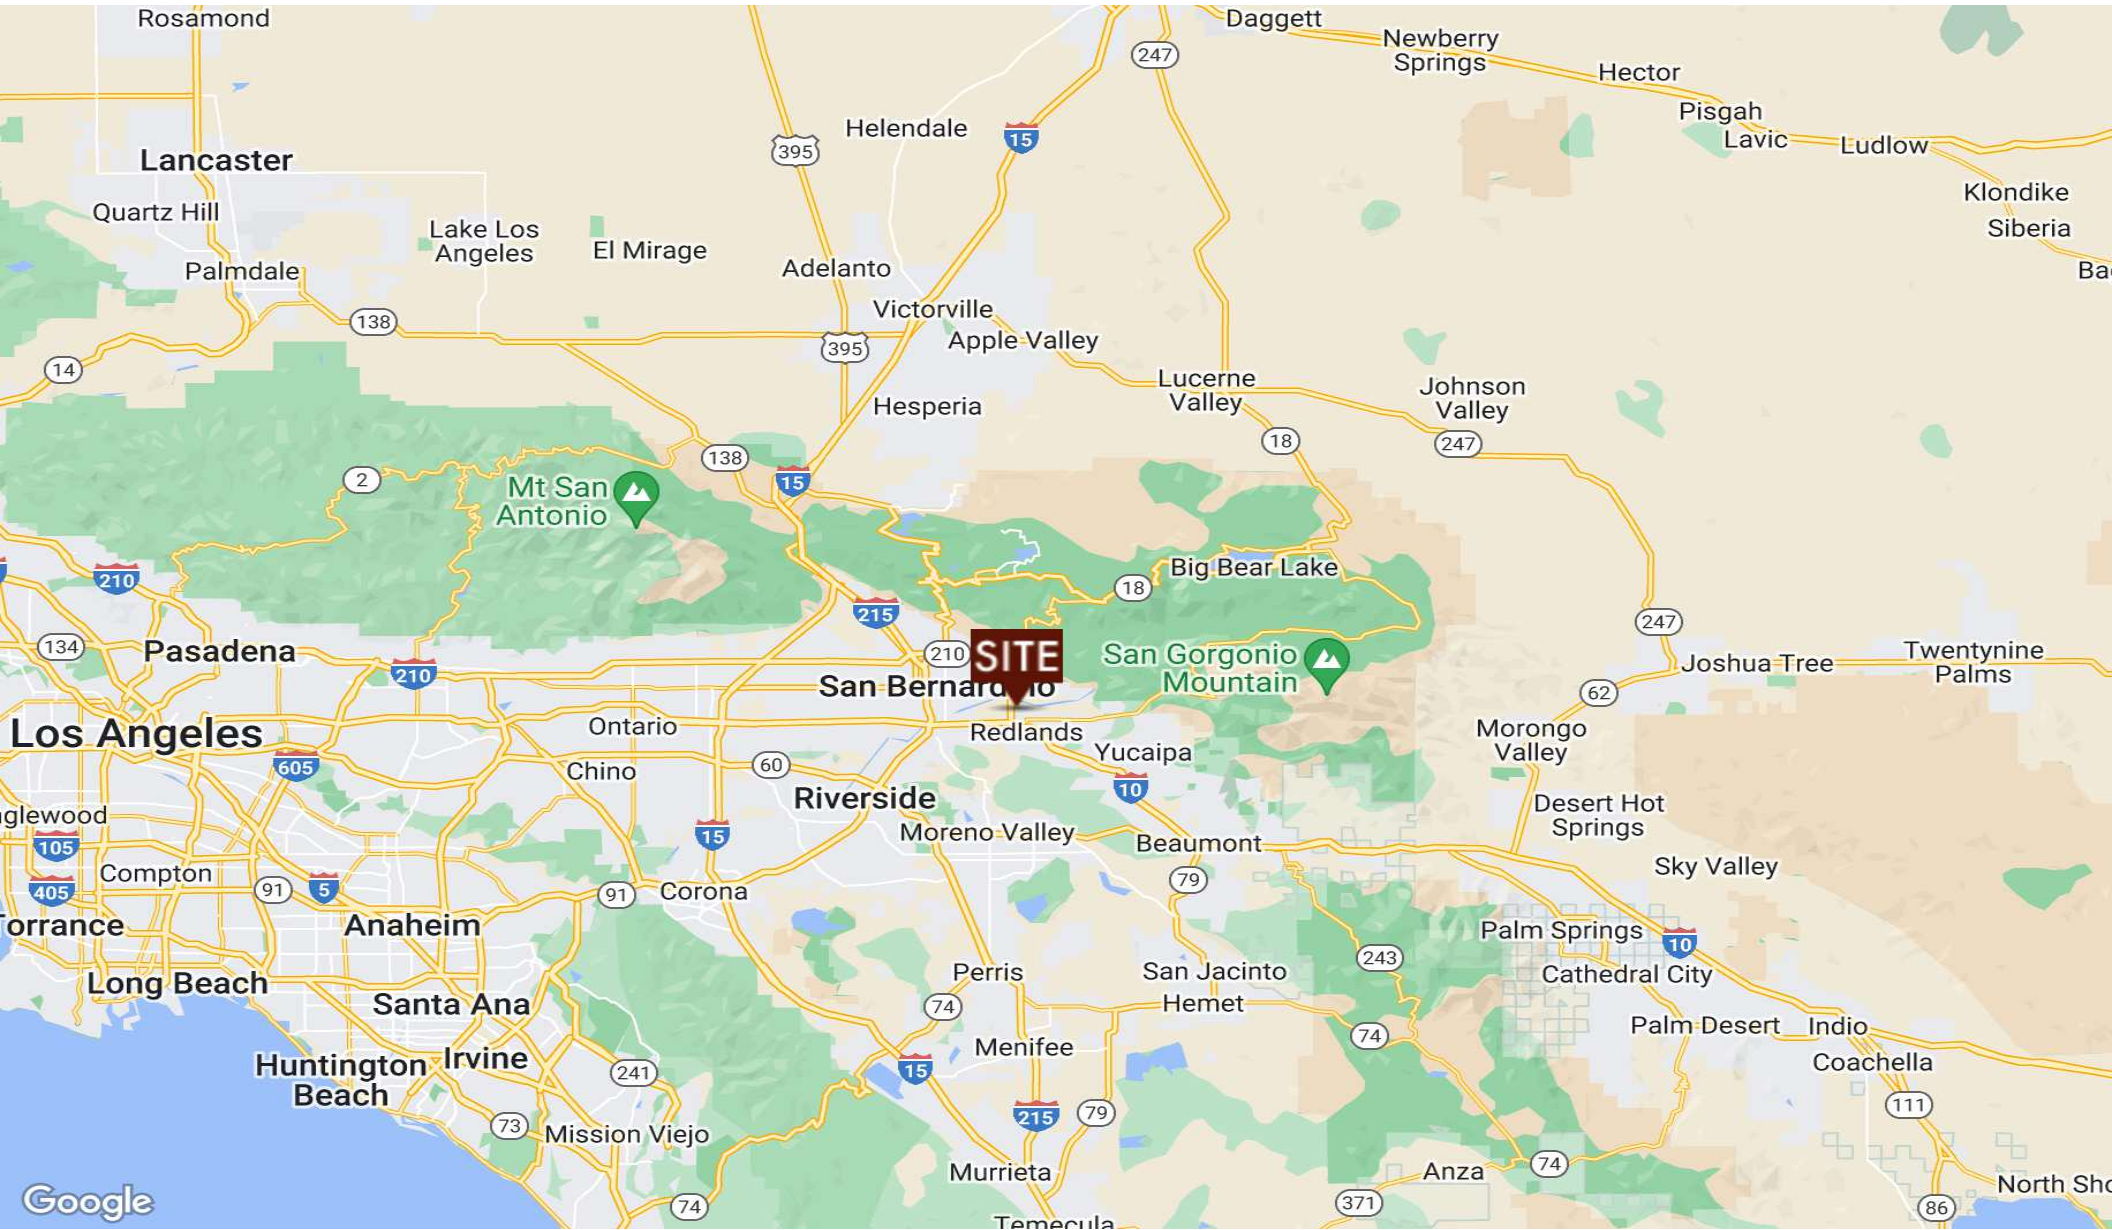 Rosamond
Daggett
247
Newberry
Springs
Hector
Pisgah
Lavic
Ludlow
Helendale
15
395
Lancaster
Klondike
Siberia
Quartz Hill
Lake Los
Angeles
El Mirage
Palmdale
Adelanto
Ba
Victorville
138
395
Apple Valley
14
Lucerne
Valley
Johnson
Valley
Hesperia
18
247
138
2
15
Mt San
Antonio
210
Big Bear Lake
18
215
247
134
Pasadena
210
210
SITE
San Gorgonio
Mountain
Joshua Tree
Twentynine
Palms
San Bernard
o
62
Los Angeles
Ontario
Redlands
Morongo
Valley
Yucaipa
605
Chino
60
10
Riverside
Desert Hot
Springs
glewood
105
15
Moreno Valley
Beaumont
Sky Valley
Compton
405
91
5
91
Corona
79
orrance
Anaheim
Palm Springs
10
243
Long Beach
Perris
San Jacinto
Cathedral City
Santa Ana
74
Hemet
74
Palm Desert
Indio
Menifee
Huntington
Beach
Irvine
241
15
Coachella
215
79
111
73
Mission Viejo
Murrieta
Anza
74
North Sho
Google
74
371
86
Temecula